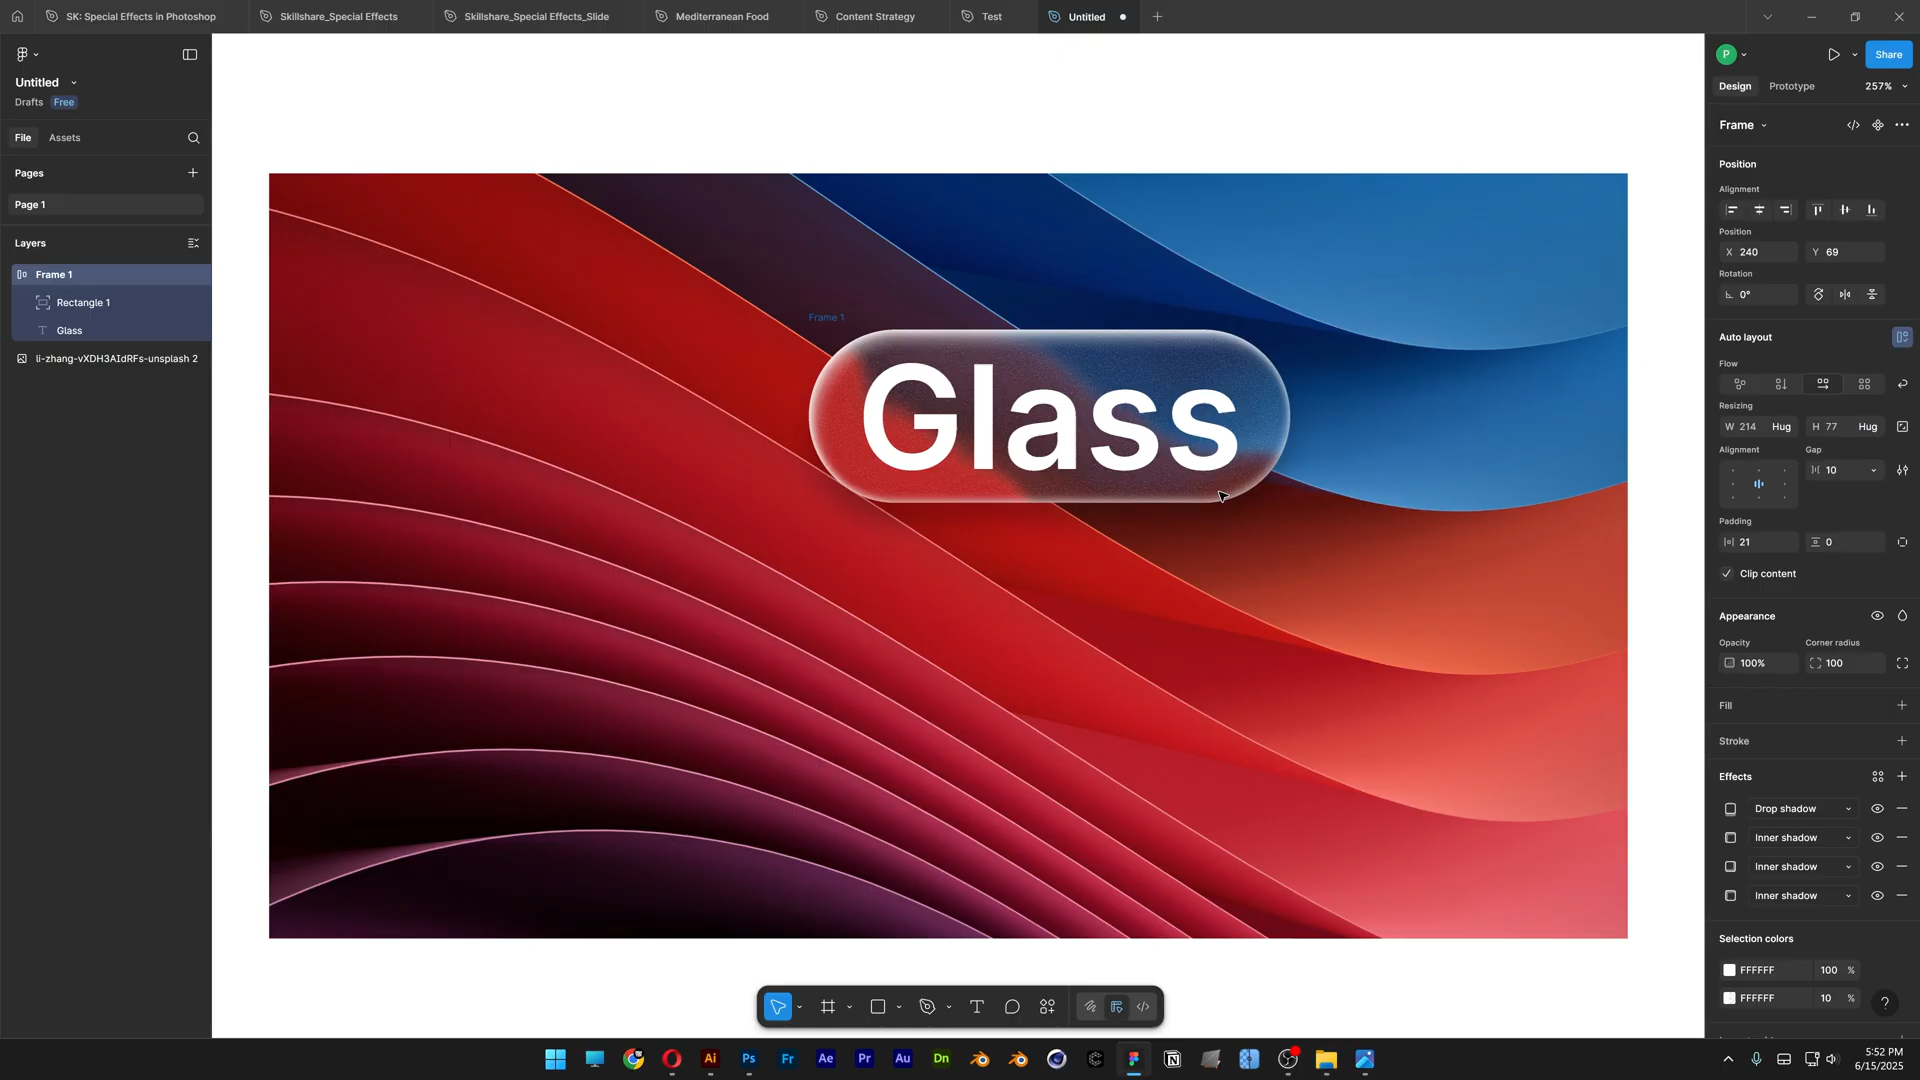 SK: Special Effects in Photoshop
Skillshare_Special Effects
Skillshare_Special Effects_Slide
Mediterranean Food
Content Strategy
Test
Untitled
Untitled
Drafts
Free
File
Assets
Pages
Page 1
Layers
Frame 1
Rectangle 1
Glass
li-zhang-vXDH3AIdRFs-unsplash 2
Frame 1
Glass
P
Share
Design
Prototype
257%
Frame
Position
Alignment
Position
X 240
Y 69
Rotation
0°
Auto layout
Flow
Resizing
W 214 Hug
H 77 Hug
Alignment
Gap
10
Padding
21
0
Clip content
Appearance
Opacity
Corner radius
100%
100
Fill
Stroke
Effects
Drop shadow
Inner shadow
Inner shadow
Inner shadow
Selection colors
FFFFFF 100 %
FFFFFF 10 %
?
Ai
Ps
Fr
Ae
Pr
Au
Dn
5:52 PM
6/15/2025